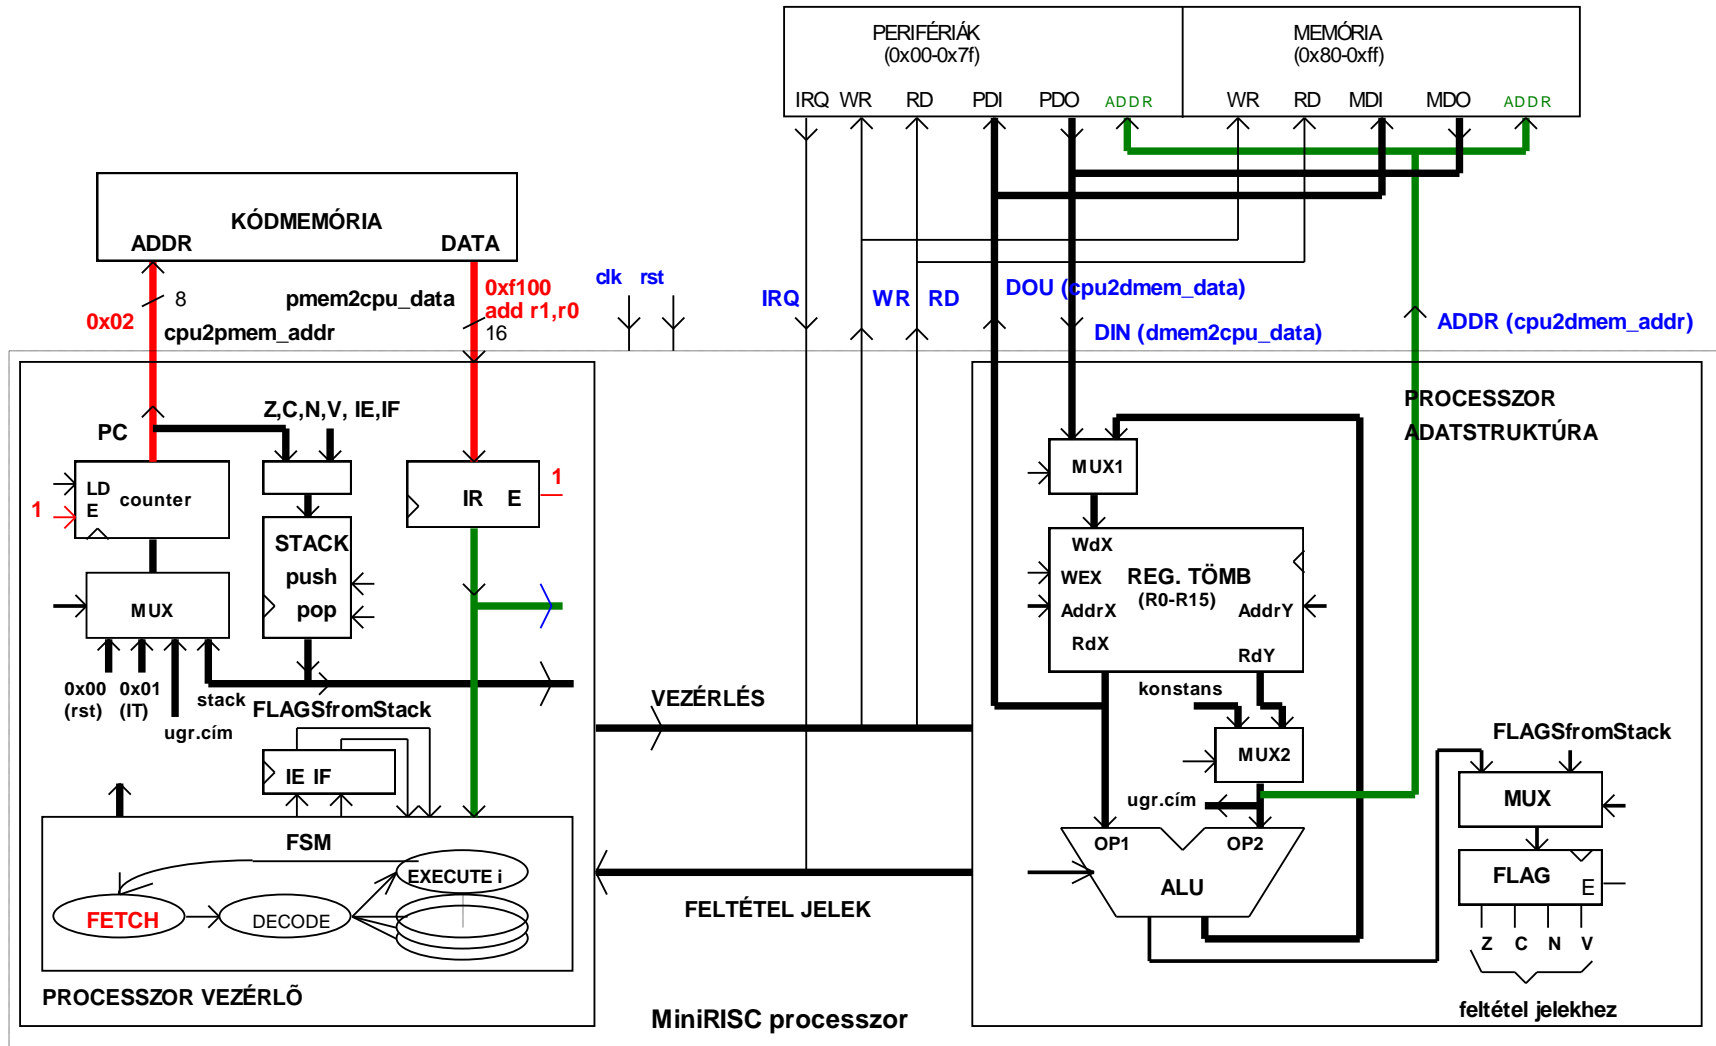 PERIFÉRIÁK
(0x00-0x7f)
MEMÓRIA
(0x80-0xff)
IRQ WR RD PDI PDO ADDR
WR RD MDI MDO ADDR
KÓDMEMÓRIA
ADDR DATA
0x02
8
cpu2pmem_addr
pmem2cpu_data
0xf100
add r1,r0
16
clk rst
IRQ
WR RD
DOU (cpu2dmem_data)
DIN (dmem2cpu_data)
ADDR (cpu2dmem_addr)
PC
Z,C,N,V, IE,IF
LD
E
counter
1
IR E
1
STACK
push
pop
MUX
0x00
(rst)
0x01
(IT)
ugr.cím
stack
FLAGSfromStack
IE IF
FSM
FETCH
DECODE
EXECUTE i
PROCESSZOR VEZÉRLÕ
VEZÉRLÉS
FELTÉTEL JELEK
MiniRISC processzor
PROCESSZOR
ADATSTRUKTÚRA
MUX1
WdX
WEX
REG. TÖMB
(R0-R15)
AddrX
AddrY
RdX
RdY
konstans
MUX2
ugr.cím
OP1 OP2
ALU
FLAGSfromStack
MUX
FLAG
E
Z C N V
feltétel jelekhez